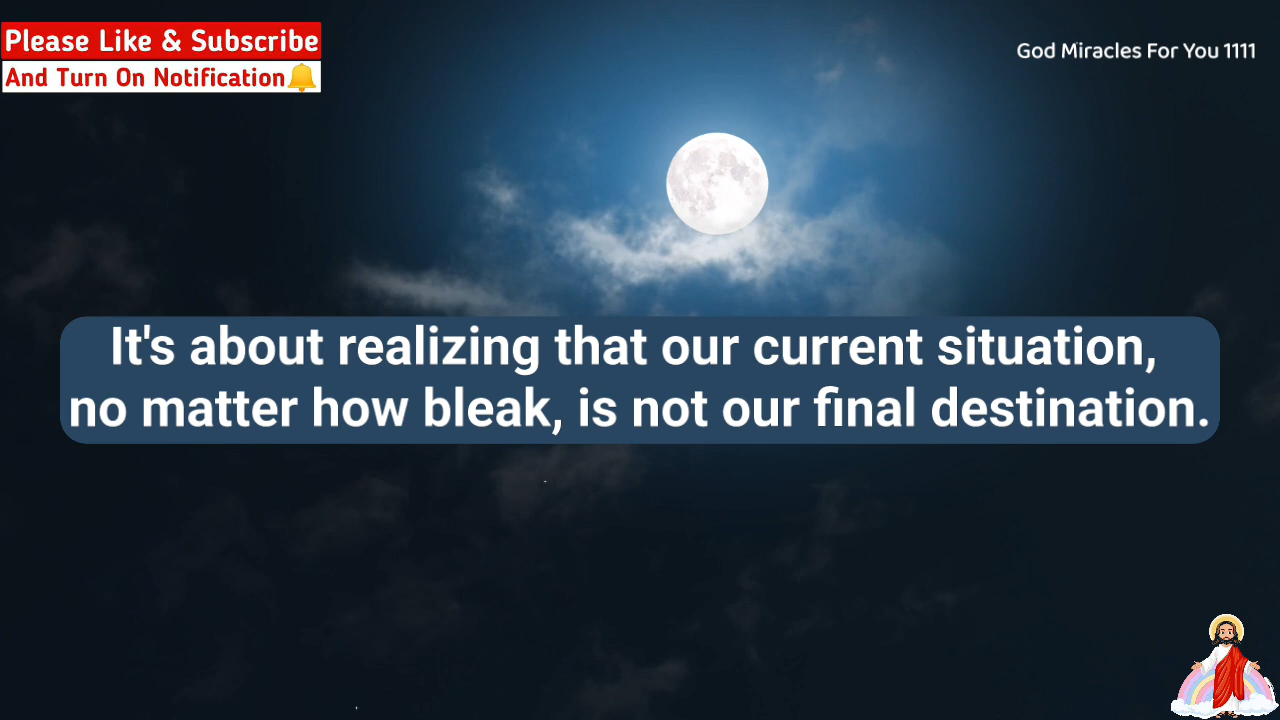 Please Like & Subscribe
And Turn On Notification🔔
God Miracles For You 1111
It's about realizing that our current situation,
no matter how bleak, is not our final destination.